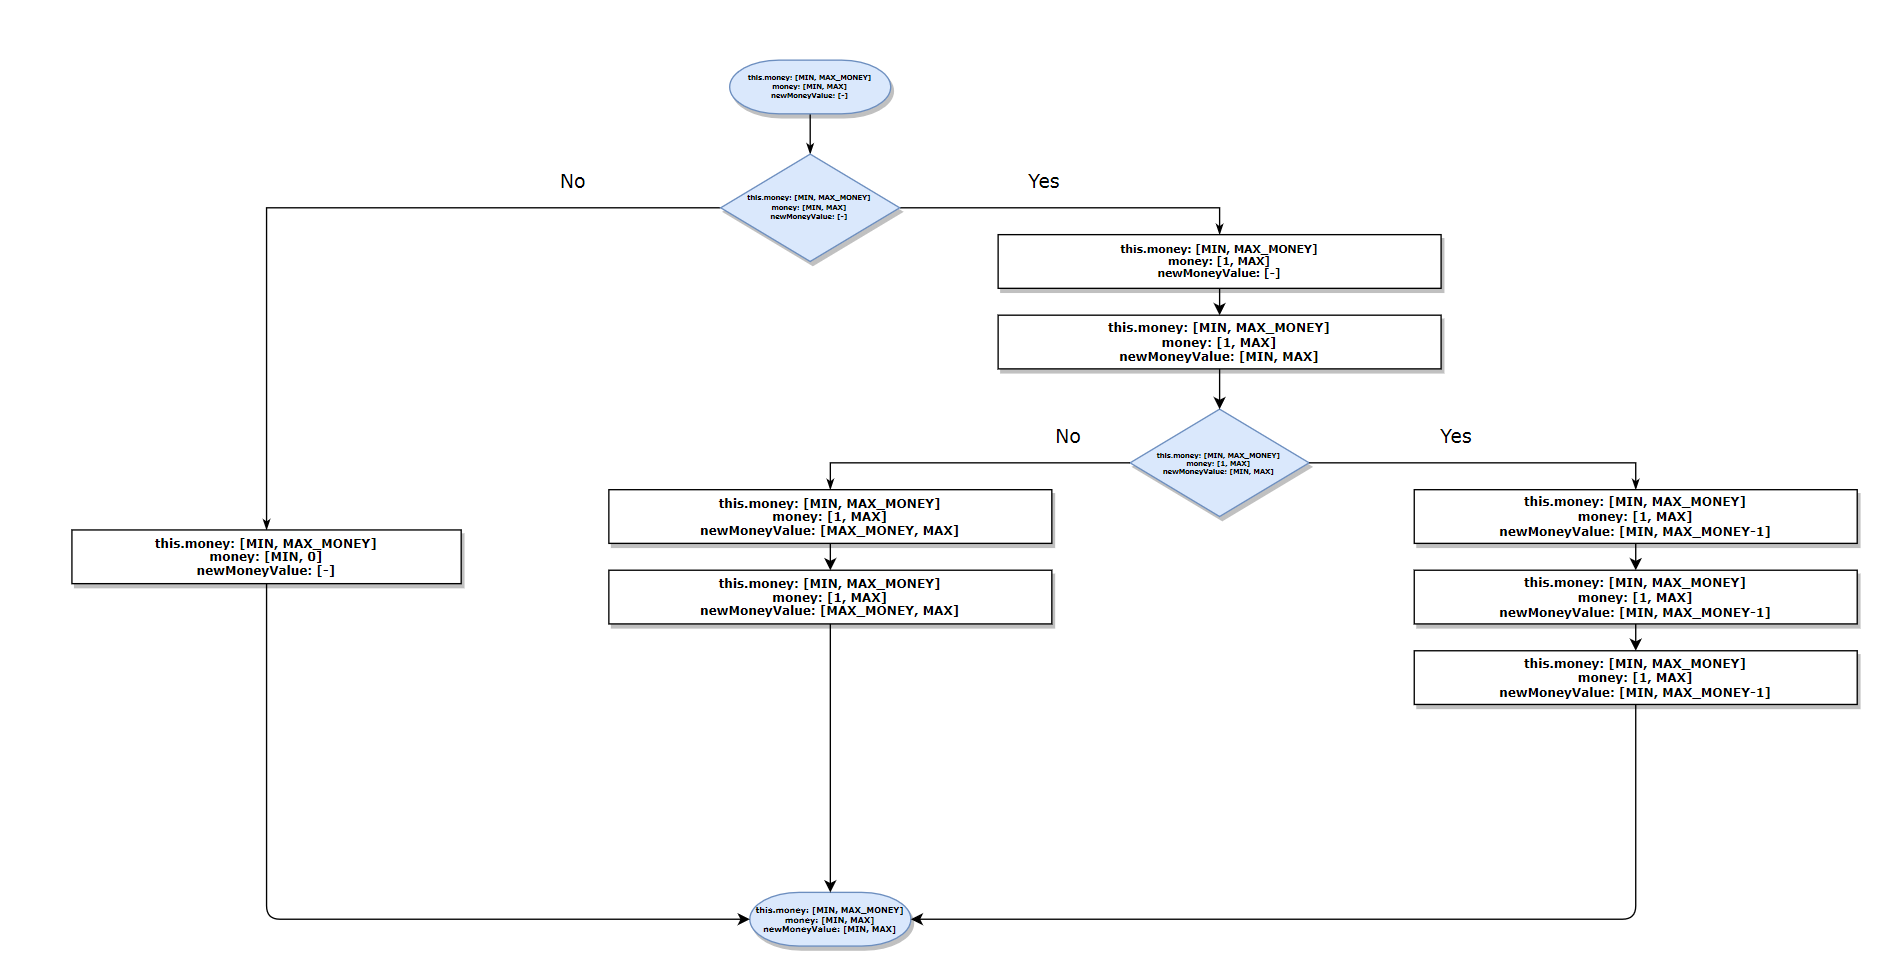 this.money: [MIN, MAX_MONEY]
money: [MIN, MAX]
newMoneyValue: [-]
No
Yes
this.money: [MIN, MAX_MONEY]
money: [MIN, MAX]
newMoneyValue: [-]
this.money: [MIN, MAX_MONEY]
money: [1, MAX]
newMoneyValue: [-]
this.money: [MIN, MAX_MONEY]
money: [1, MAX]
newMoneyValue: [MIN, MAX]
No
Yes
this.money: [MIN, MAX_MONEY]
money: [1, MAX]
newMoneyValue: [MIN, MAX]
this.money: [MIN, MAX_MONEY]
money: [MIN, 0]
newMoneyValue: [-]
this.money: [MIN, MAX_MONEY]
money: [1, MAX]
newMoneyValue: [MAX_MONEY, MAX]
this.money: [MIN, MAX_MONEY]
money: [1, MAX]
newMoneyValue: [MAX_MONEY, MAX]
this.money: [MIN, MAX_MONEY]
money: [1, MAX]
newMoneyValue: [MIN, MAX_MONEY-1]
this.money: [MIN, MAX_MONEY]
money: [1, MAX]
newMoneyValue: [MIN, MAX_MONEY-1]
this.money: [MIN, MAX_MONEY]
money: [1, MAX]
newMoneyValue: [MIN, MAX_MONEY-1]
this.money: [MIN, MAX_MONEY]
money: [MIN, MAX]
newMoneyValue: [MIN, MAX]